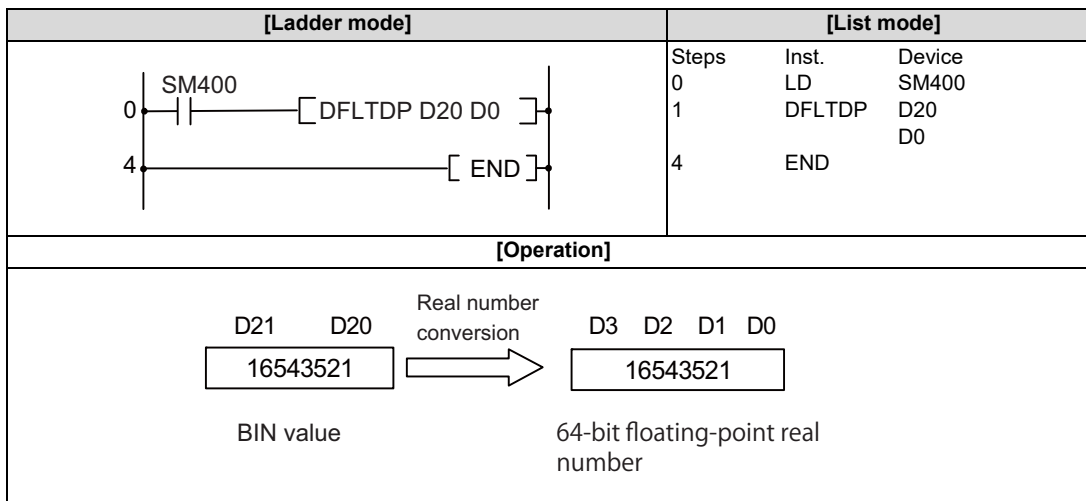 [Ladder mode] [List mode]
SM400
0 DFLTDP D20 D0
4 END
Steps Inst. Device
0 LD SM400
1 DFLTDP D20
D0
4 END
[Operation]
Real number
conversion
D21 D20 D3 D2 D1 D0
16543521 16543521
BIN value 64-bit floating-point real
number